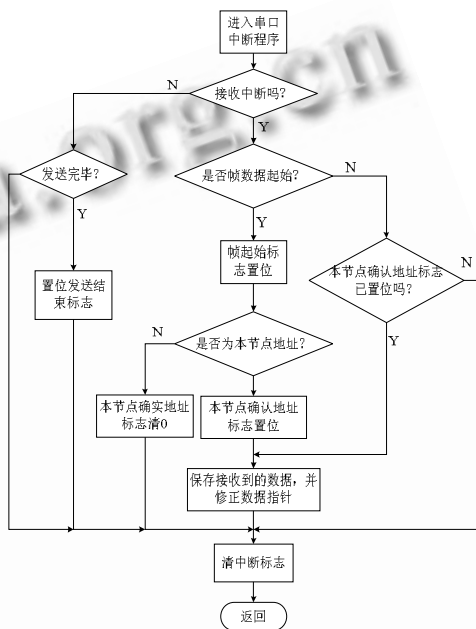 进入串口
中断程序
接收中断吗?
N
Y
发送完毕?
是否帧数据起始?
N
Y
Y
置位发送结
束标志
帧起始标
志置位
本节点确认地址标志
已置位吗?
N
Y
N
是否为本节点地址?
Y
本节点确实地址
标志清0
本节点确认地址
标志置位
保存接收到的数据,并
修正数据指针
清中断标志
返回
.org.cn